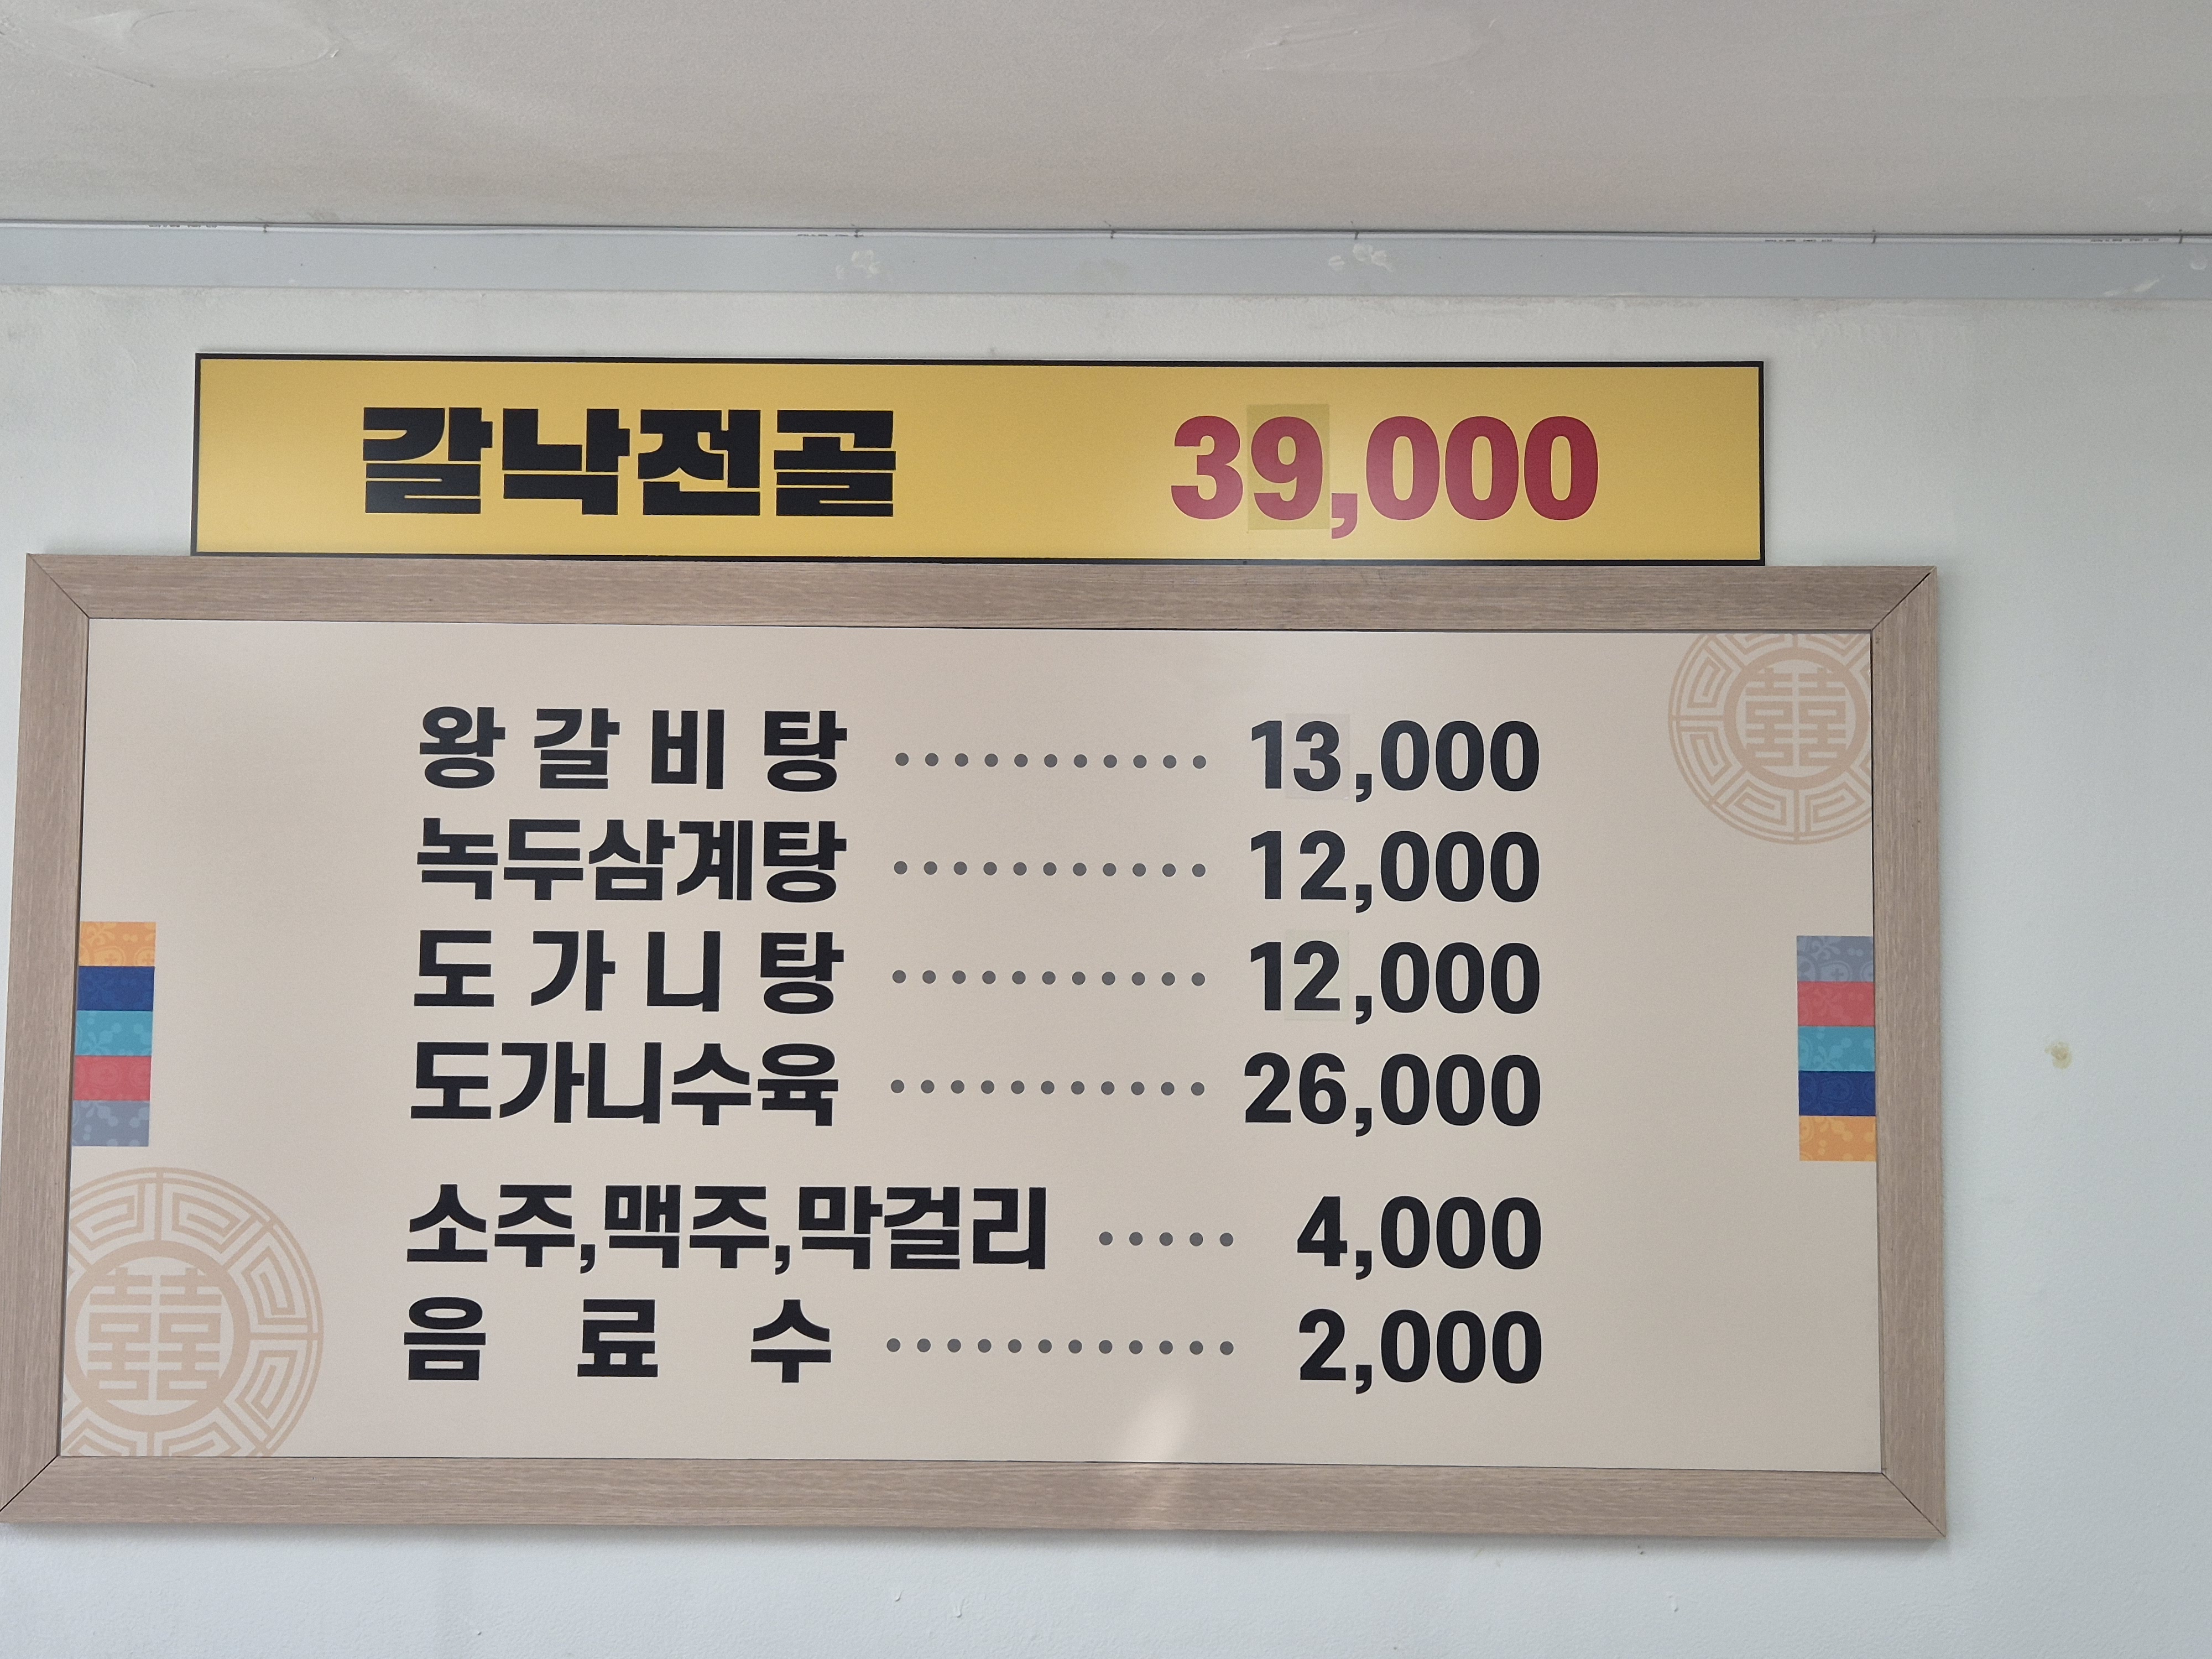 갈낙전골 39,000
왕갈비탕 ··········· 13,000
녹두삼계탕 ··········· 12,000
도가니탕 ··········· 12,000
도가니수육 ··········· 26,000
소주,맥주,막걸리 ····· 4,000
음료수 ············ 2,000